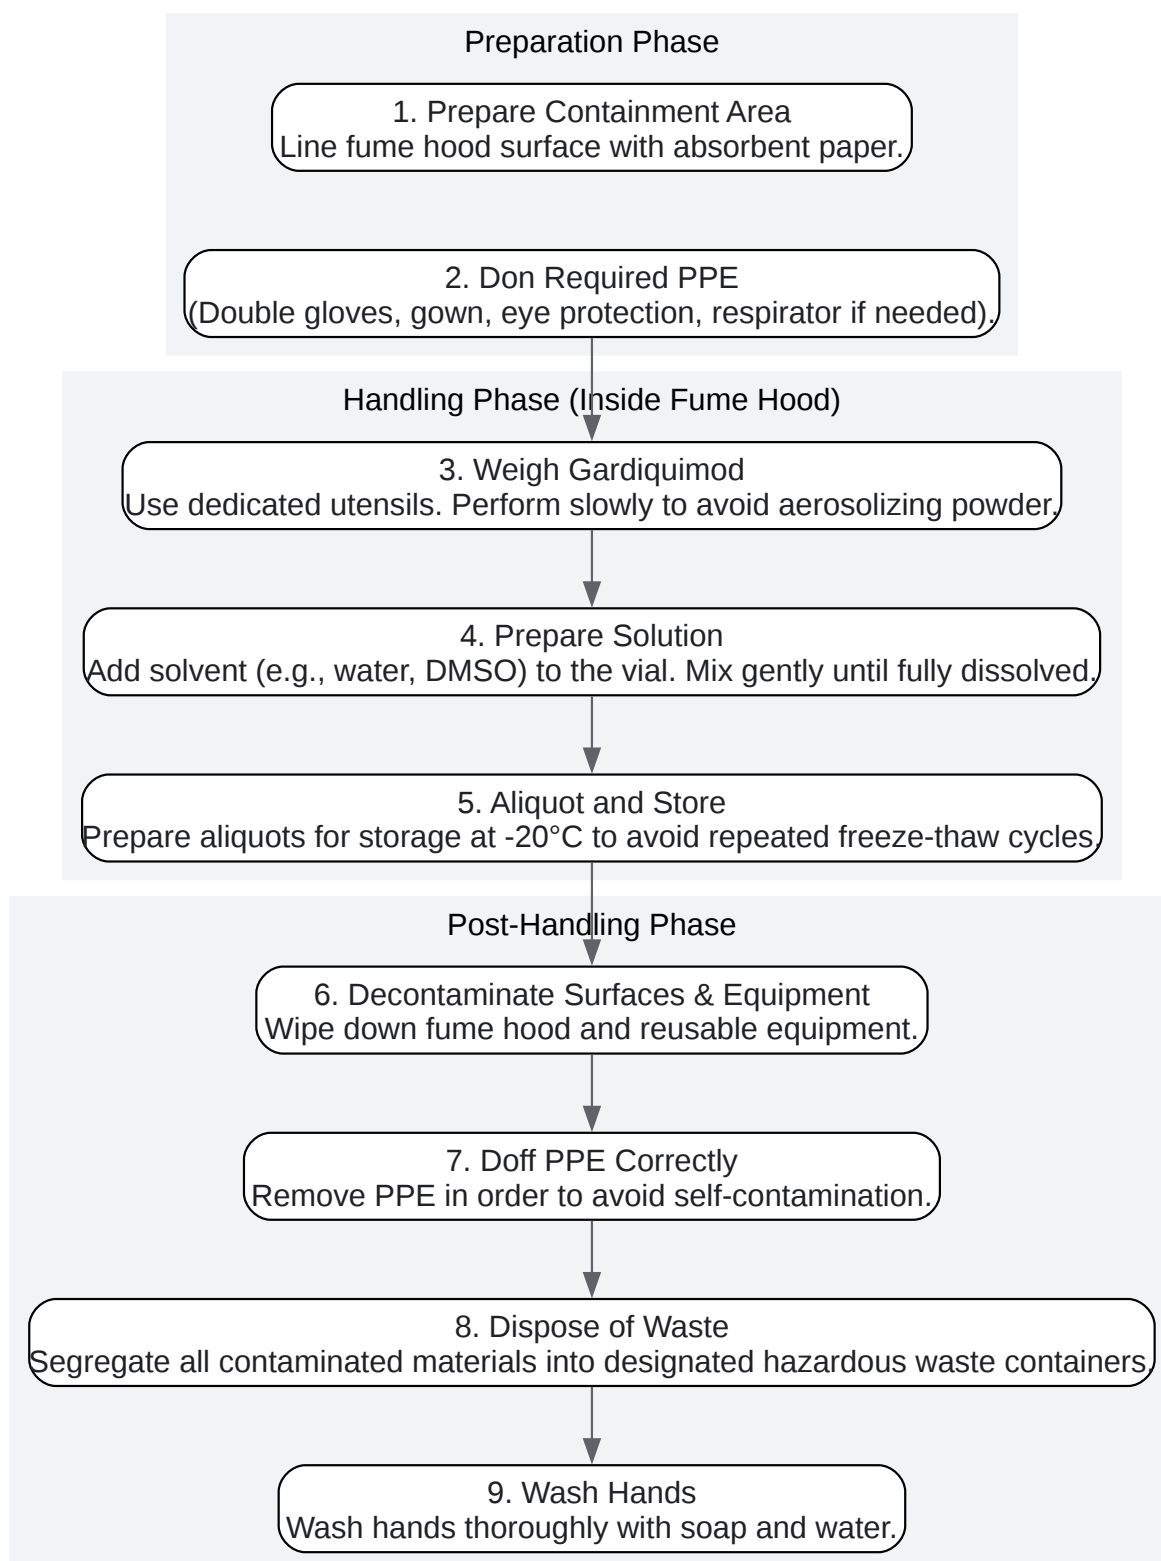 Preparation Phase
1. Prepare Containment Area
Line fume hood surface with absorbent paper.
2. Don Required PPE
(Double gloves, gown, eye protection, respirator if needed).
Handling Phase (Inside Fume Hood)
3. Weigh Gardiquimod
Use dedicated utensils. Perform slowly to avoid aerosolizing powder.
4. Prepare Solution
Add solvent (e.g., water, DMSO) to the vial. Mix gently until fully dissolved.
5. Aliquot and Store
Prepare aliquots for storage at -20°C to avoid repeated freeze-thaw cycles.
Post-Handling Phase
6. Decontaminate Surfaces & Equipment
Wipe down fume hood and reusable equipment.
7. Doff PPE Correctly
Remove PPE in order to avoid self-contamination.
8. Dispose of Waste
Segregate all contaminated materials into designated hazardous waste containers.
9. Wash Hands
Wash hands thoroughly with soap and water.